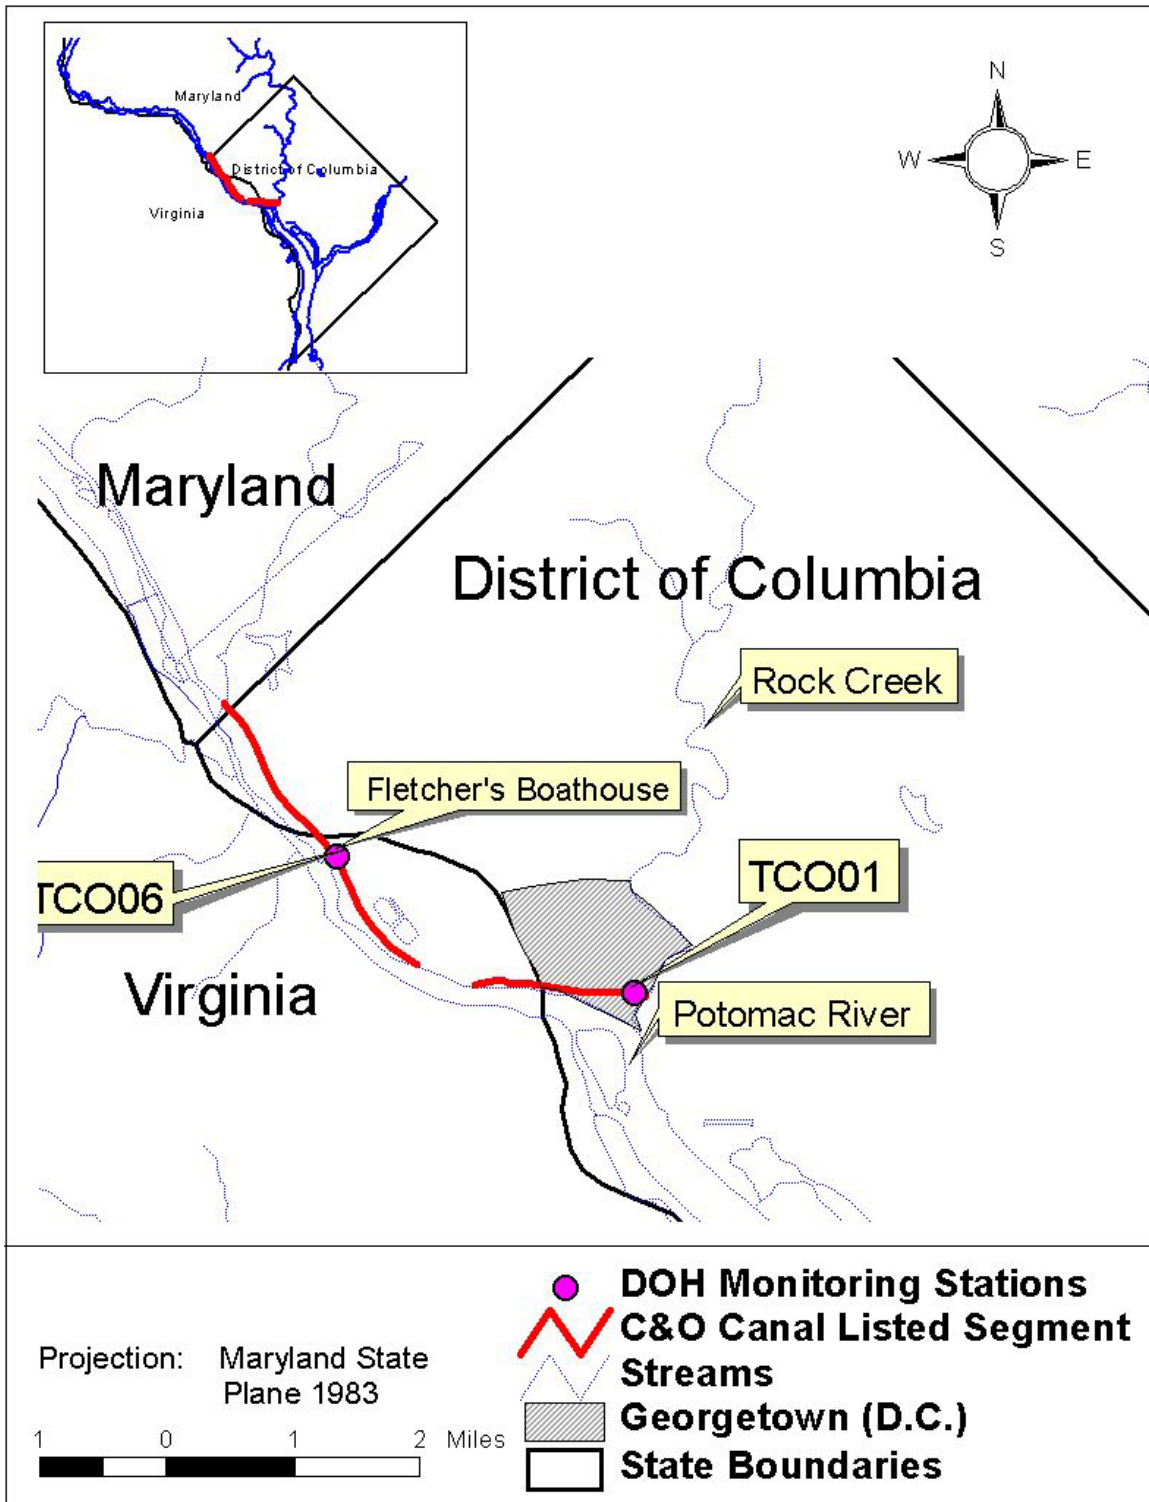 Maryland
District of Columbia
Virginia
N
W
E
S
Maryland
District of Columbia
Rock Creek
Fletcher's Boathouse
TCO06
TCO01
Virginia
Potomac River
DOH Monitoring Stations
C&O Canal Listed Segment
Projection: Maryland State
Plane 1983
Streams
Georgetown (D.C.)
State Boundaries
1 0 1 2 Miles